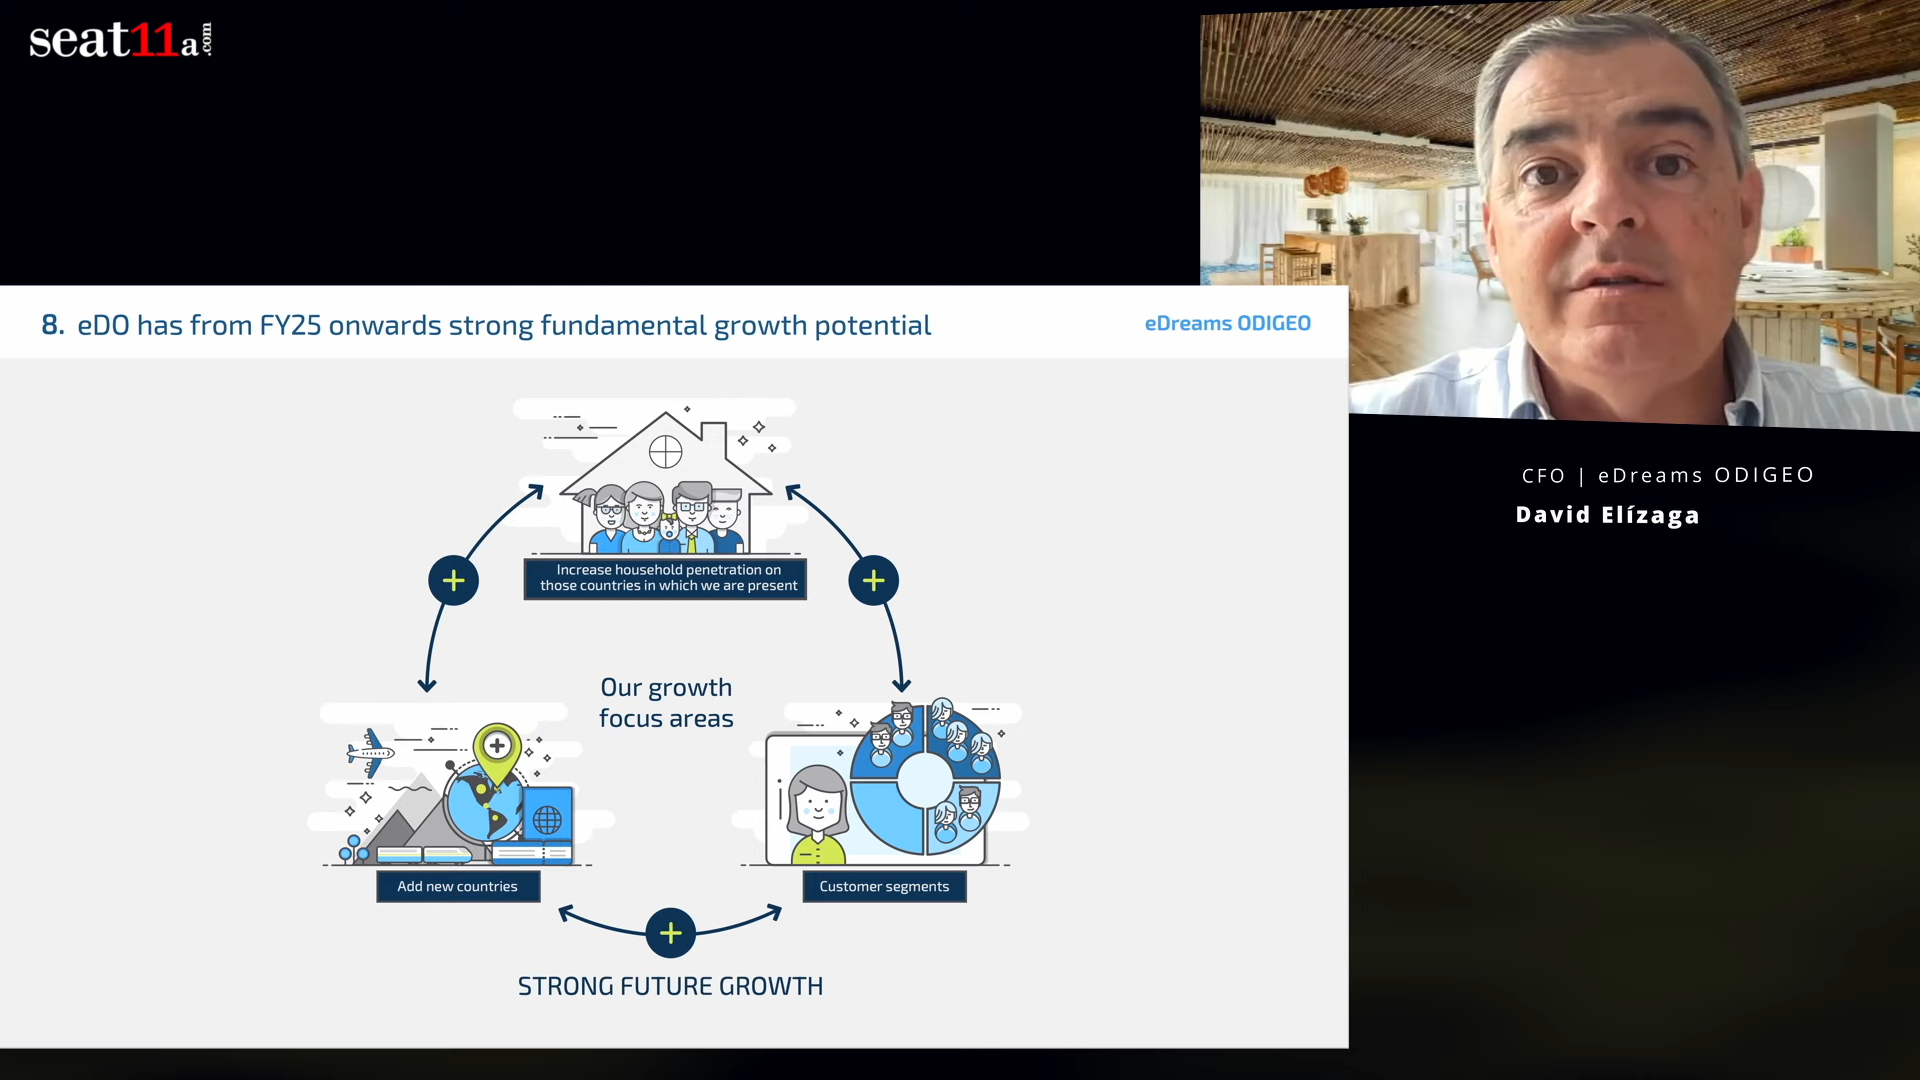 seat11a.com
8. eDO has from FY25 onwards strong fundamental growth potential
eDreams ODIGEO
CFO | eDreams ODIGEO
David Elízaga
Increase household penetration on
those countries in which we are present
Our growth
focus areas
Add new countries
Customer segments
STRONG FUTURE GROWTH